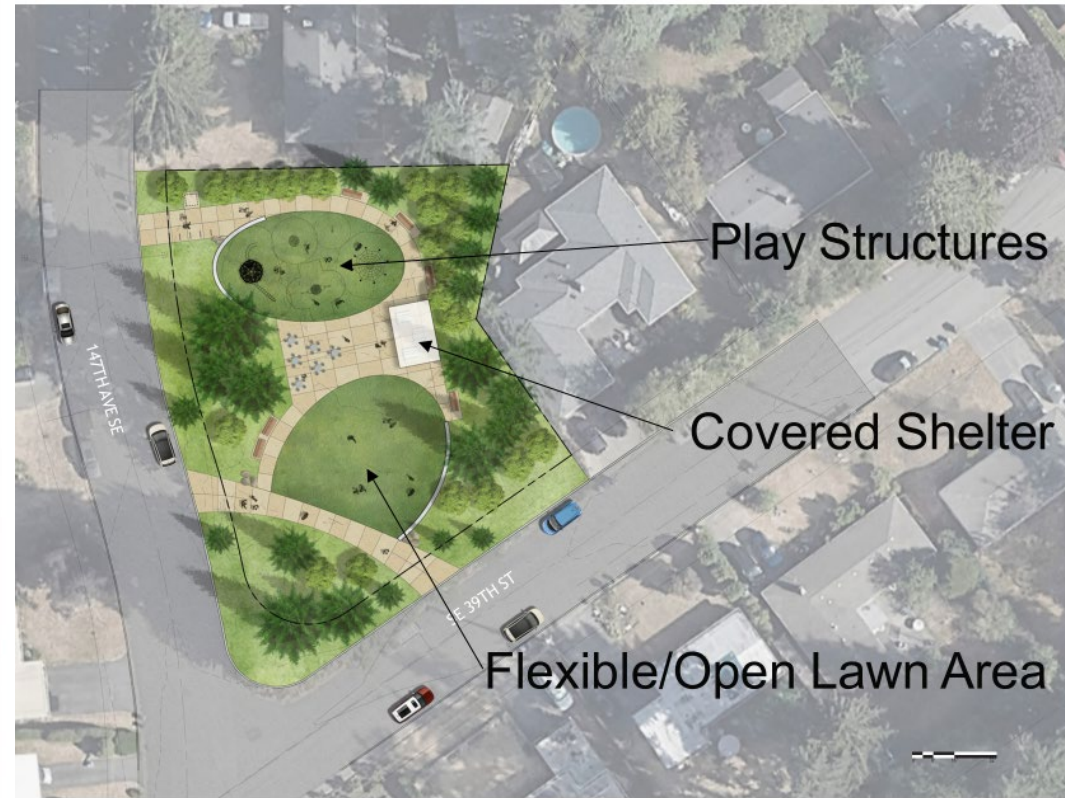 Play Structures
147TH AVE SE
Covered Shelter
SE 39TH ST
Flexible/Open Lawn Area